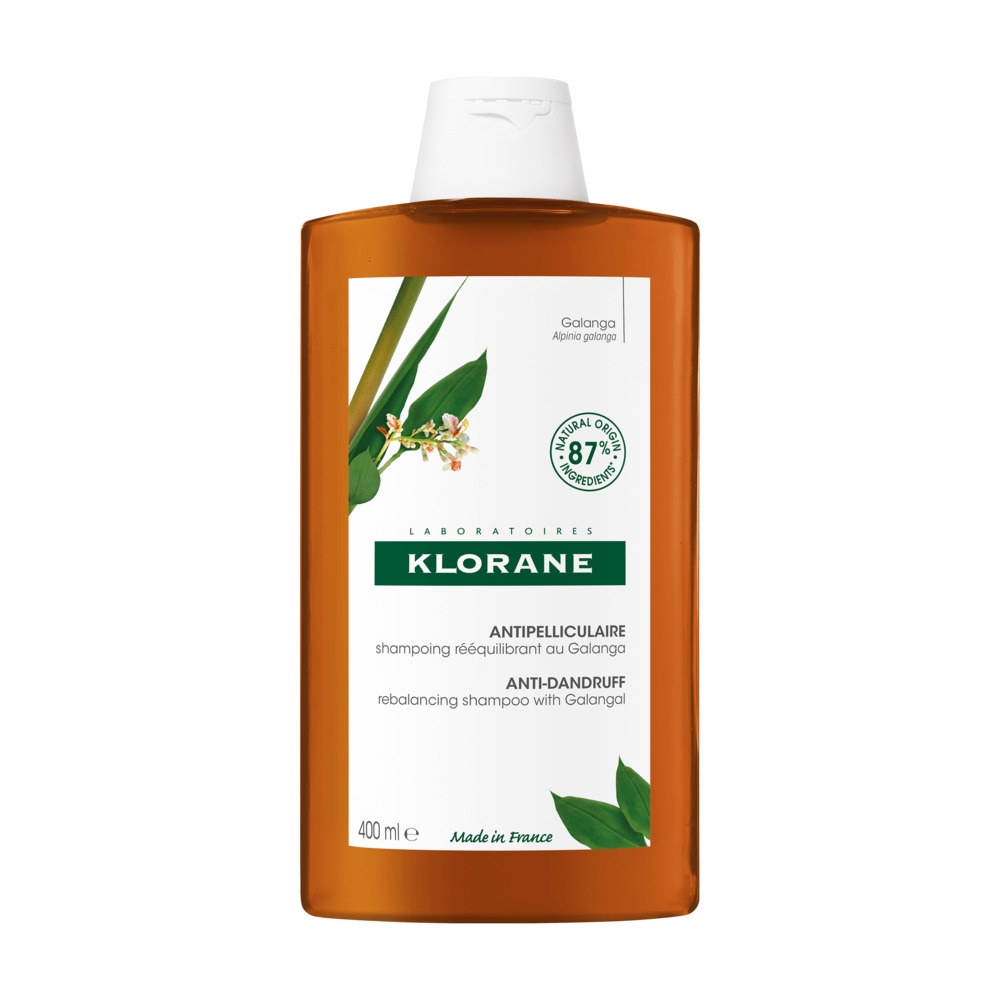 Galanga
Alpinia galanga
NATURAL ORIGIN
87%
INGREDIENTS*
LABORATOIRES
KLORANE
ANTIPELLICULAIRE
shampoing rééquilibrant au Galanga
ANTI-DANDRUFF
rebalancing shampoo with Galangal
400 ml ℮
Made in France